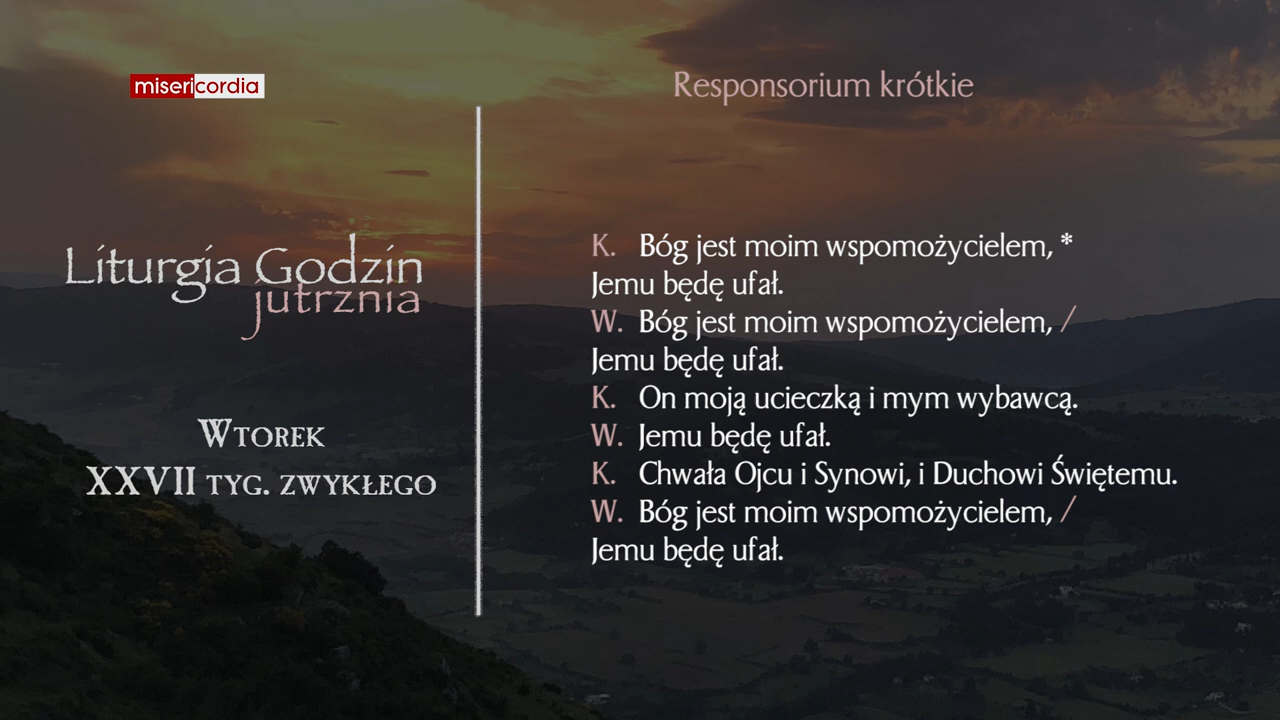 misericordia
Liturgia Godzin
jutrznia
Wtorek
XXVII tyg. zwykłego
Responsorium krótkie
K. Bóg jest moim wspomożycielem, *
Jemu będę ufał.
W. Bóg jest moim wspomożycielem, /
Jemu będę ufał.
K. On moją ucieczką i mym wybawcą.
W. Jemu będę ufał.
K. Chwała Ojcu i Synowi, i Duchowi Świętemu.
W. Bóg jest moim wspomożycielem, /
Jemu będę ufał.